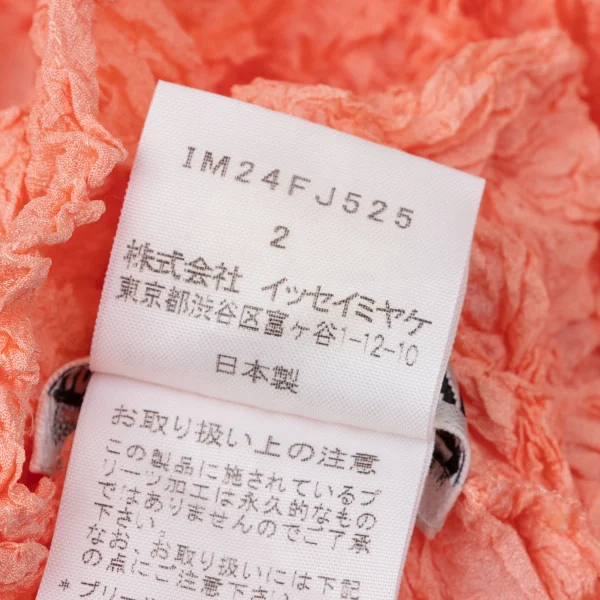 IM24FJ525
2
株式会社 イッセイミヤケ
東京都渋谷区富ヶ谷1-12-10
日本製
お取り扱い上の注意
この製品に施されているプ
リーツ加工は永久的なもの
ではありませんのでご了承
下さい
なお、お取り扱いには下記
の点にご注意下さい
*プリー